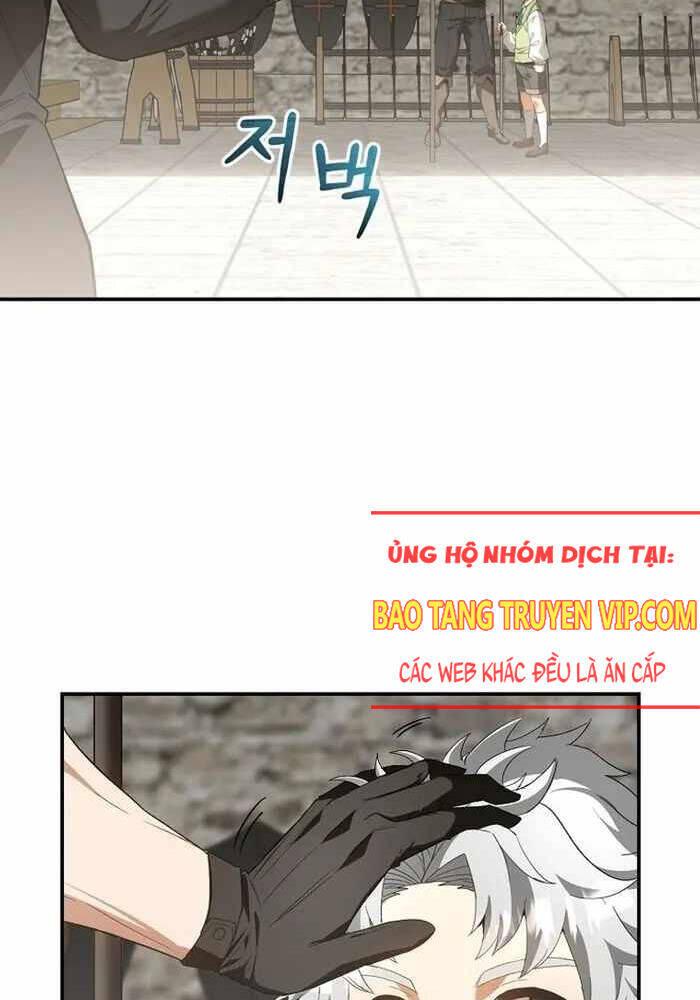 저벅
ỦNG HỘ NHÓM DỊCH TẠI:
BAO TANG TRUYEN VIP.COM
CÁC WEB KHÁC ĐỀU LÀ ĂN CẮP